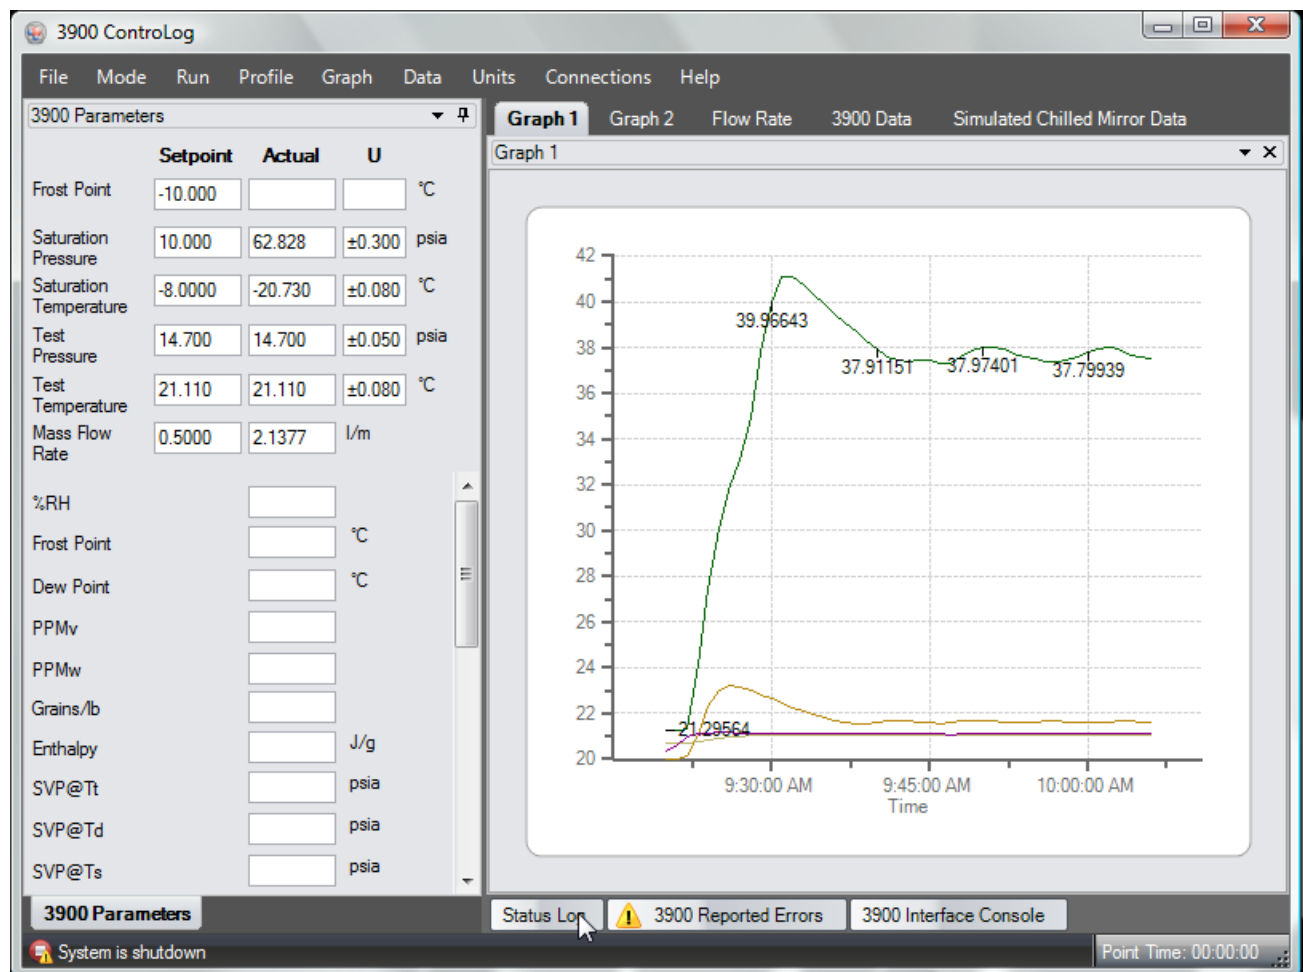 3900 ControLog
File Mode Run Profile Graph Data Units Connections Help
3900 Parameters
Setpoint Actual U
Frost Point -10.000 °C
Saturation Pressure 10.000 62.828 ±0.300 psia
Saturation Temperature -8.0000 -20.730 ±0.080 °C
Test Pressure 14.700 14.700 ±0.050 psia
Test Temperature 21.110 21.110 ±0.080 °C
Mass Flow Rate 0.5000 2.1377 l/m
%RH
Frost Point °C
Dew Point °C
PPMv
PPMw
Grains/lb
Enthalpy J/g
SVP@Tt psia
SVP@Td psia
SVP@Ts psia
3900 Parameters
Graph 1 Graph 2 Flow Rate 3900 Data Simulated Chilled Mirror Data
Graph 1
42
40
39.96643
38
37.91151 37.97401 37.79939
36
34
32
30
28
26
24
22
21.29564
20
9:30:00 AM 9:45:00 AM 10:00:00 AM
Time
Status Log 3900 Reported Errors 3900 Interface Console
System is shutdown Point Time: 00:00:00